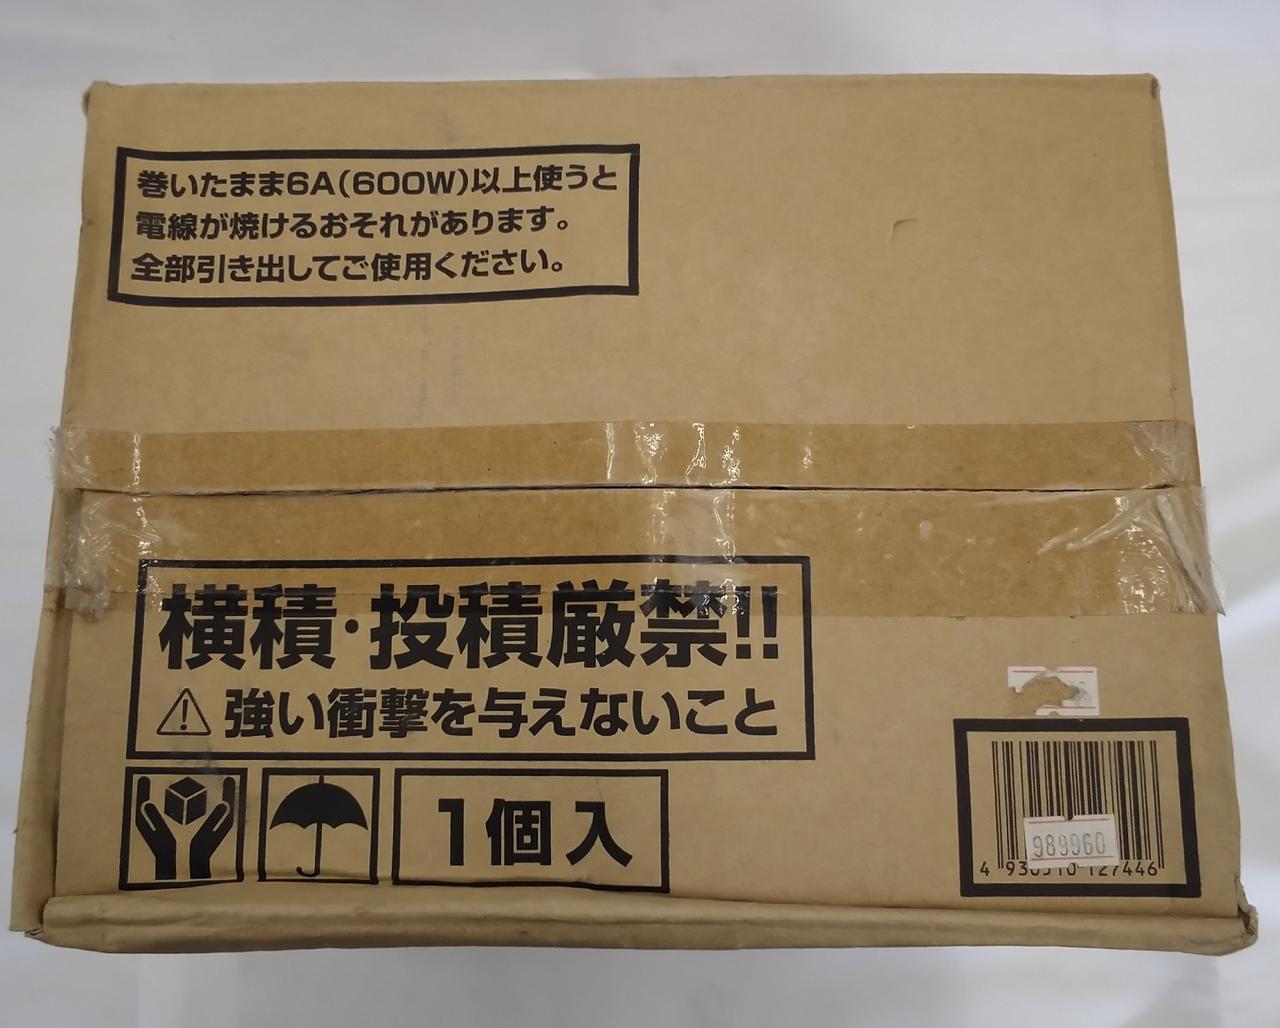 巻いたまま6A(600W)以上使うと
電線が焼けるおそれがあります。
全部引き出してご使用ください。
横積・投積厳禁!!
強い衝撃を与えないこと
1個入
989960
4 930510 127446